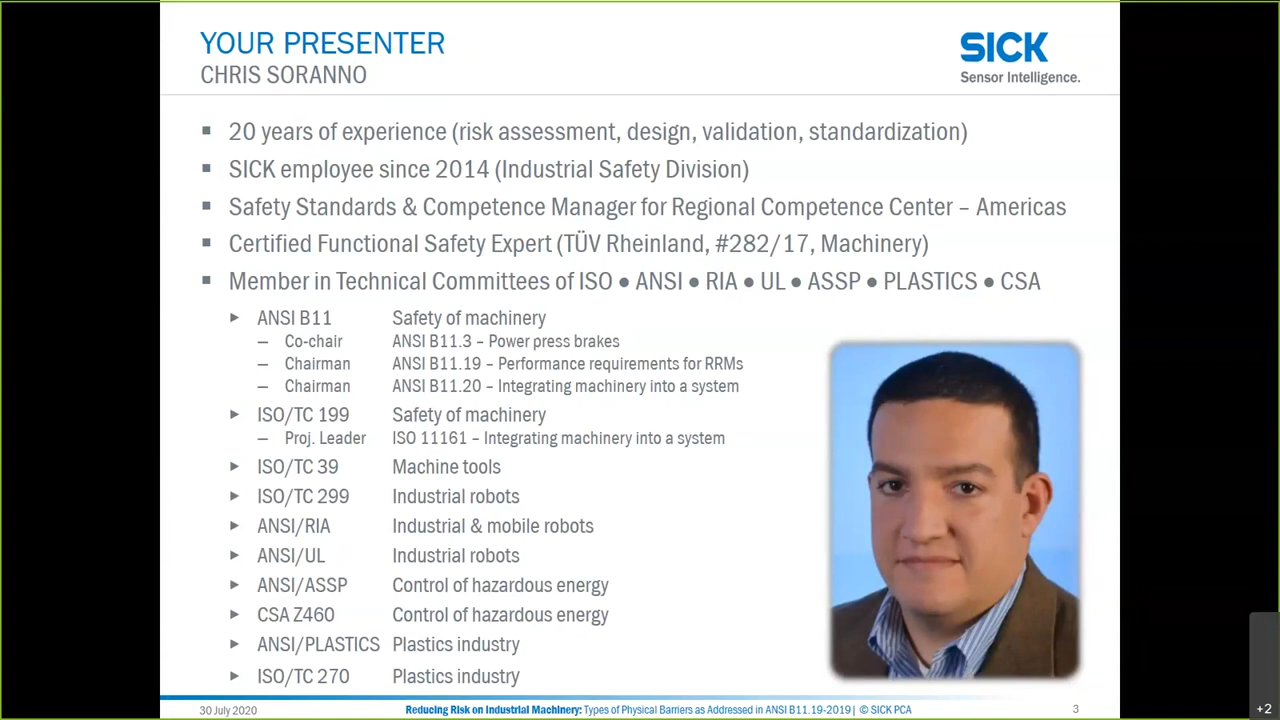 YOUR PRESENTER
CHRIS SORANNO
SICK
Sensor Intelligence.
20 years of experience (risk assessment, design, validation, standardization)
SICK employee since 2014 (Industrial Safety Division)
Safety Standards & Competence Manager for Regional Competence Center – Americas
Certified Functional Safety Expert (TÜV Rheinland, #282/17, Machinery)
Member in Technical Committees of ISO ● ANSI ● RIA ● UL ● ASSP ● PLASTICS ● CSA
ANSI B11 Safety of machinery
– Co-chair ANSI B11.3 – Power press brakes
– Chairman ANSI B11.19 – Performance requirements for RRMs
– Chairman ANSI B11.20 – Integrating machinery into a system
ISO/TC 199 Safety of machinery
– Proj. Leader ISO 11161 – Integrating machinery into a system
ISO/TC 39 Machine tools
ISO/TC 299 Industrial robots
ANSI/RIA Industrial & mobile robots
ANSI/UL Industrial robots
ANSI/ASSP Control of hazardous energy
CSA Z460 Control of hazardous energy
ANSI/PLASTICS Plastics industry
ISO/TC 270 Plastics industry
30 July 2020 Reducing Risk on Industrial Machinery: Types of Physical Barriers as Addressed in ANSI B11.19-2019 | © SICK PCA 3
+2